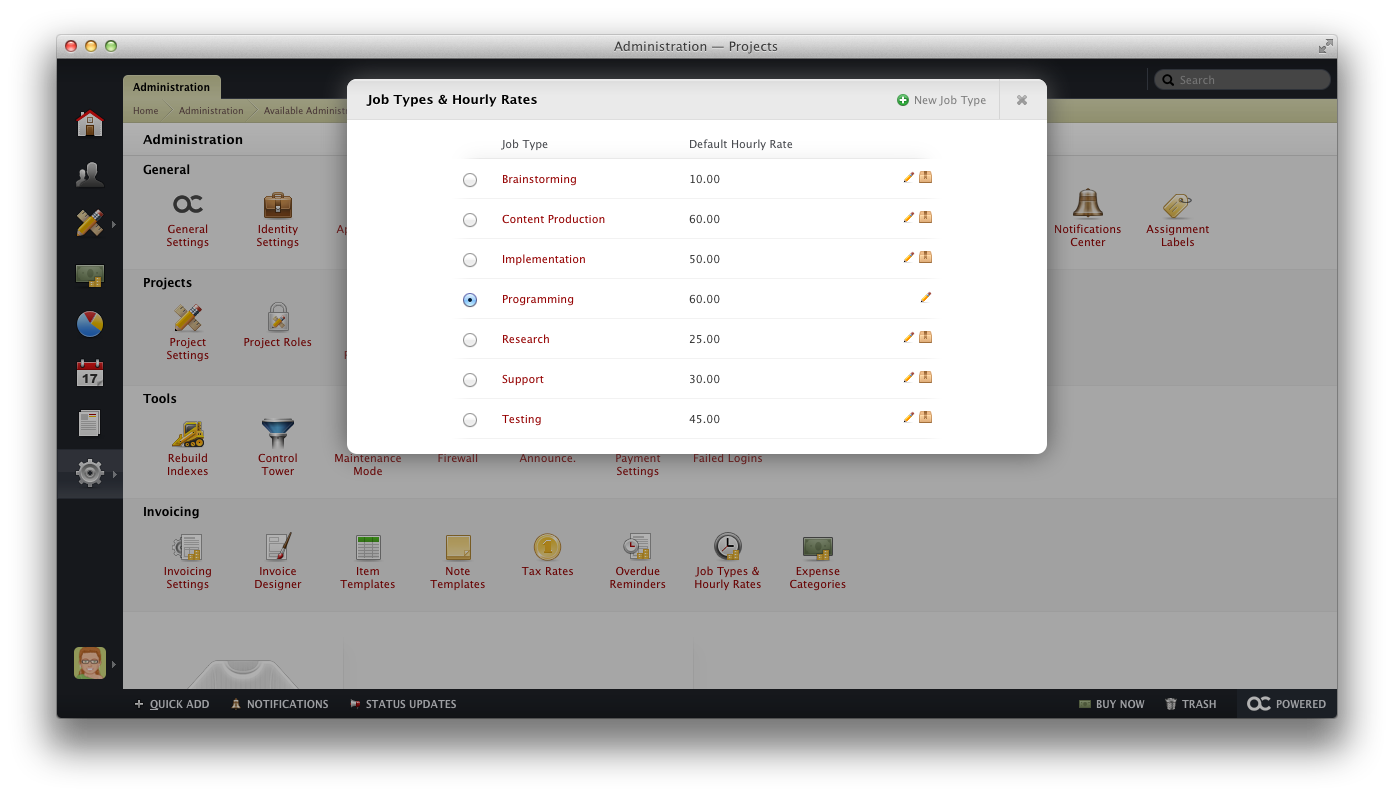 Administration — Projects
Search
Administration
Home Administration Available Administ
Job Types & Hourly Rates
New Job Type
Administration
Job Type Default Hourly Rate
Brainstorming 10.00
Content Production 60.00
Implementation 50.00
Programming 60.00
Research 25.00
Support 30.00
Testing 45.00
General
General
Settings
Identity
Settings
Notifications
Center
Assignment
Labels
Projects
Project
Settings
Project Roles
17
Tools
Rebuild
Indexes
Control
Tower
Maintenance
Mode
Firewall
Announce.
Payment
Settings
Failed Logins
Invoicing
Invoicing
Settings
Invoice
Designer
Item
Templates
Note
Templates
Tax Rates
Overdue
Reminders
Job Types &
Hourly Rates
Expense
Categories
QUICK ADD NOTIFICATIONS STATUS UPDATES
BUY NOW TRASH POWERED